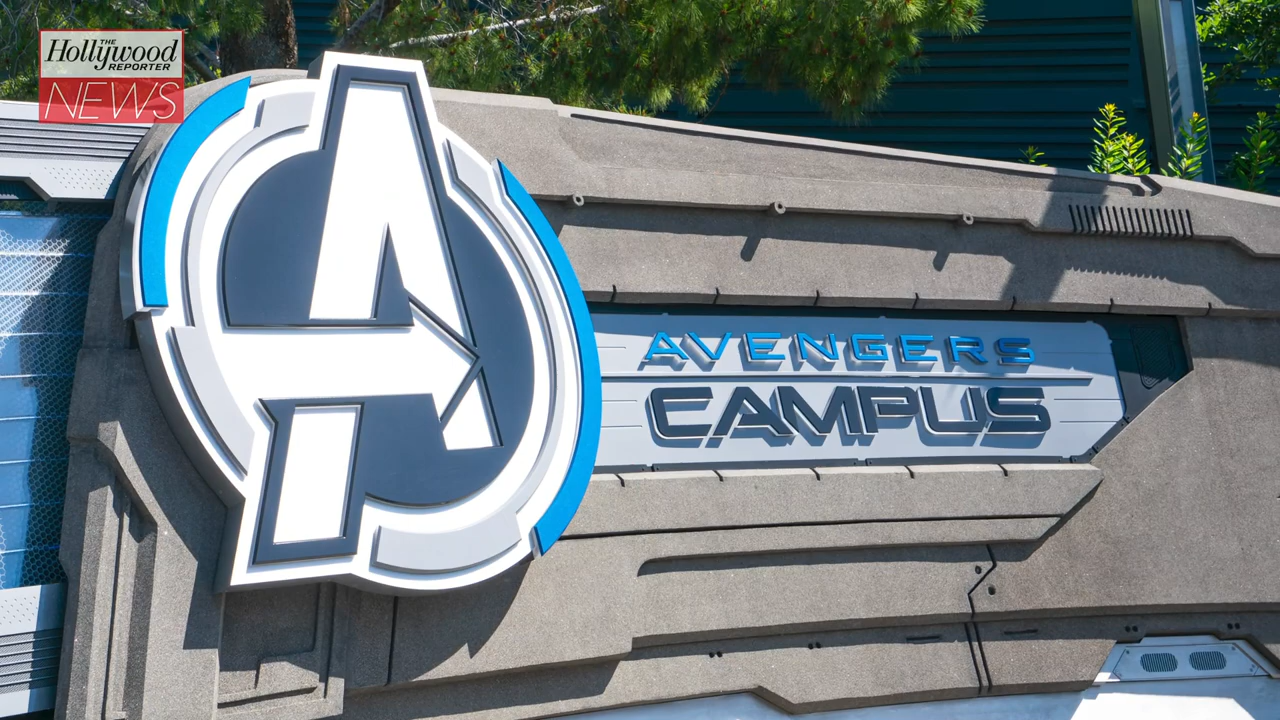 THE
Hollywood
REPORTER
NEWS
A
AVENGERS
CAMPUS